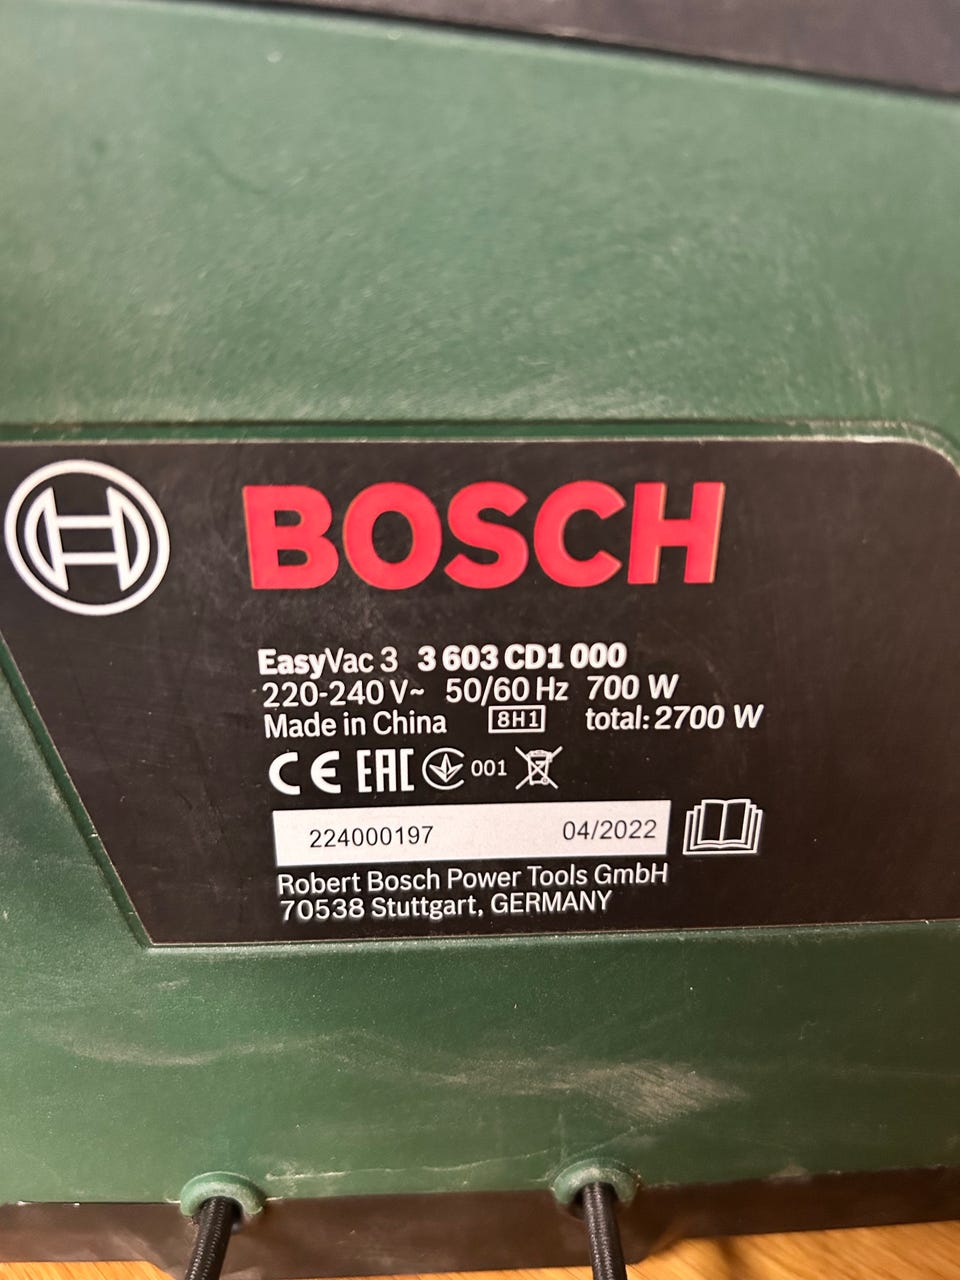 BOSCH
EasyVac 3 3 603 CD1 000
220-240 V~ 50/60 Hz 700 W
Made in China 8H1 total: 2700 W
CE EAC 001
224000197 04/2022
Robert Bosch Power Tools GmbH
70538 Stuttgart, GERMANY